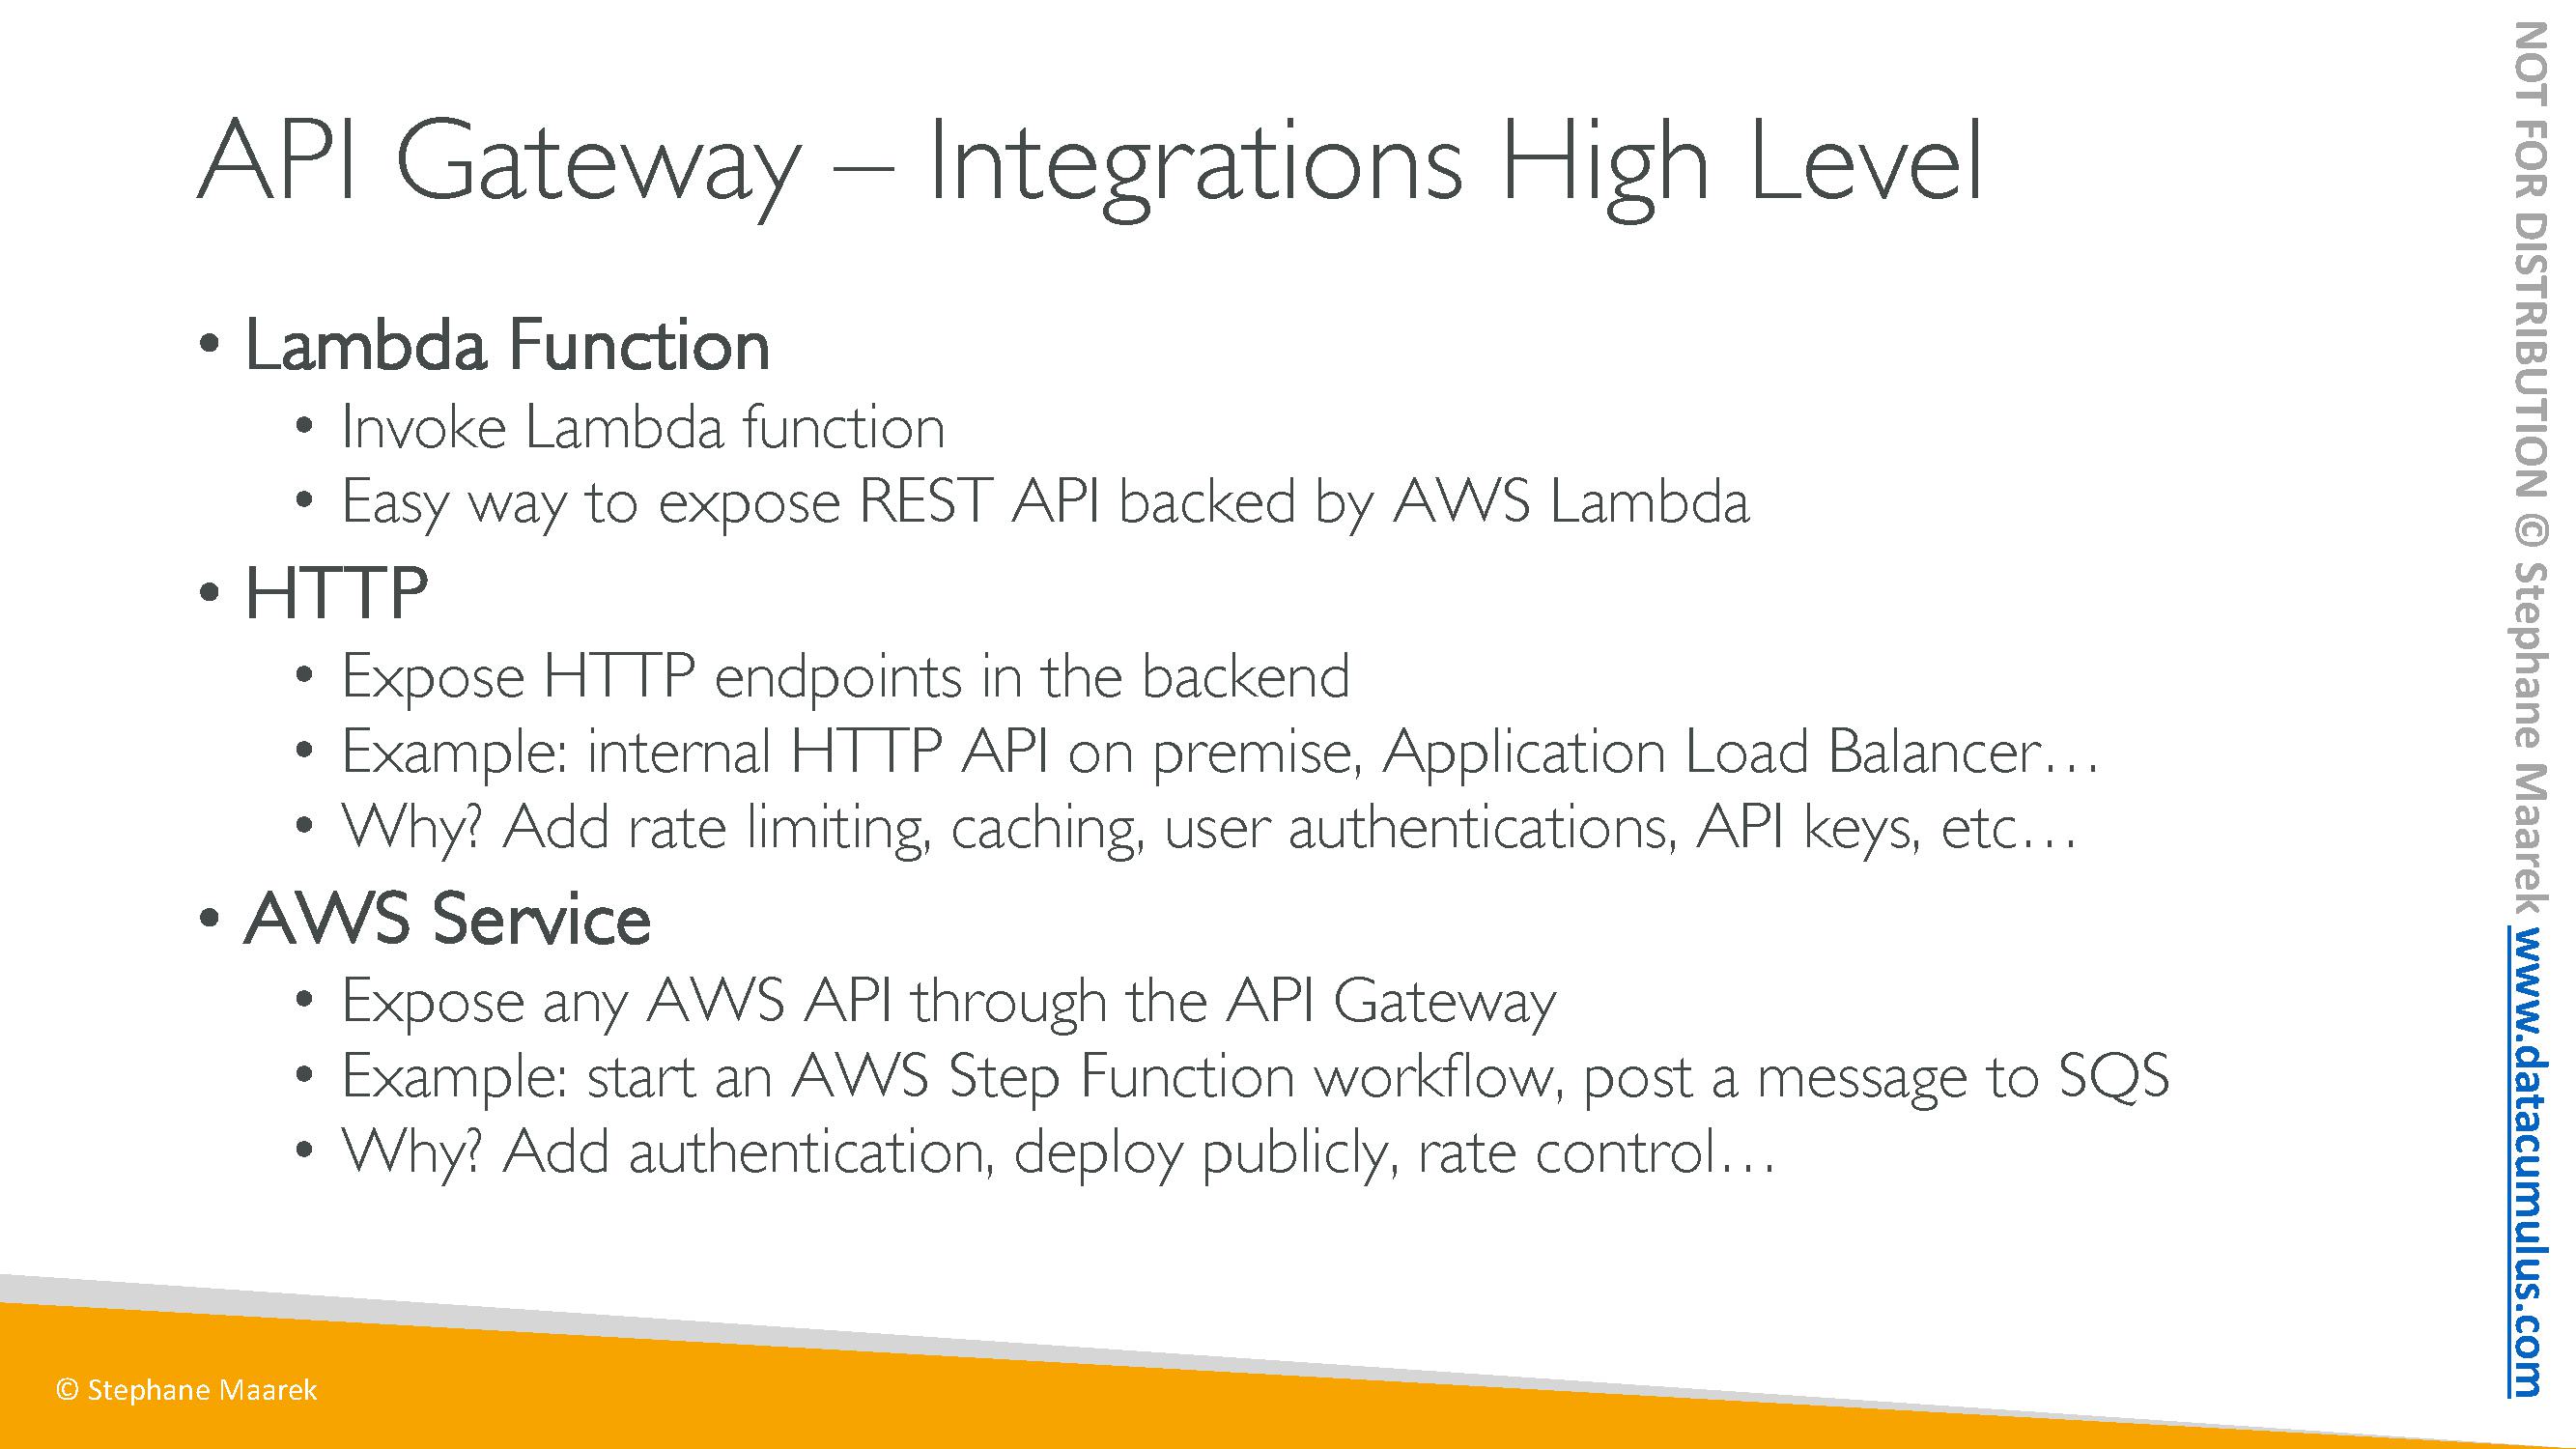 API Gateway – Integrations High Level
• Lambda Function
• Invoke Lambda function
• Easy way to expose REST API backed by AWS Lambda
• HTTP
• Expose HTTP endpoints in the backend
• Example: internal HTTP API on premise, Application Load Balancer…
• Why? Add rate limiting, caching, user authentications, API keys, etc…
• AWS Service
• Expose any AWS API through the API Gateway
• Example: start an AWS Step Function workflow, post a message to SQS
• Why? Add authentication, deploy publicly, rate control…
© Stephane Maarek
NOT FOR DISTRIBUTION © Stephane Maarek www.datacumulus.com